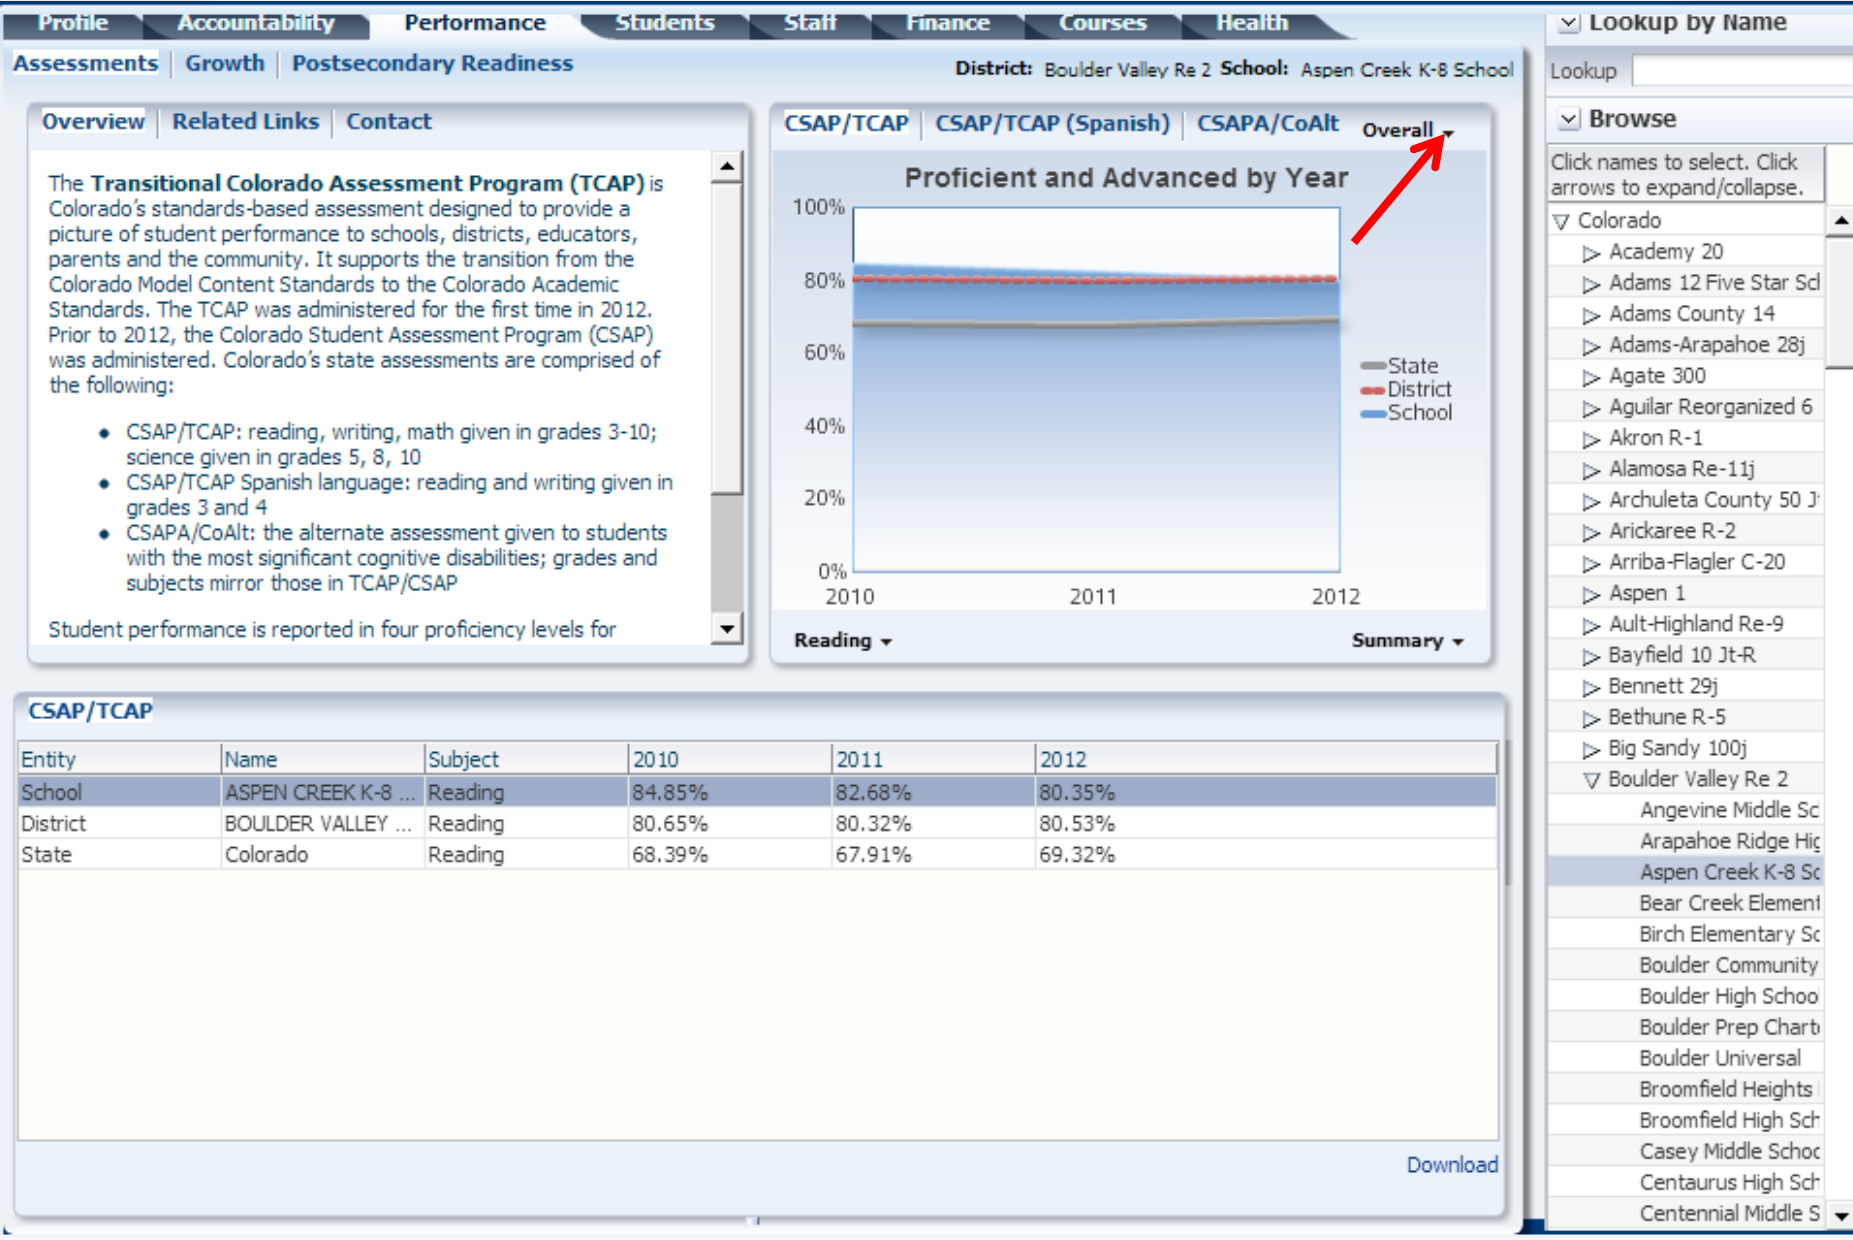 Profile Accountability Performance Students Staff Finance Courses Health
Assessments Growth Postsecondary Readiness
District: Boulder Valley Re 2 School: Aspen Creek K-8 School
Overview Related Links Contact
The Transitional Colorado Assessment Program (TCAP) is
Colorado's standards-based assessment designed to provide a
picture of student performance to schools, districts, educators,
parents and the community. It supports the transition from the
Colorado Model Content Standards to the Colorado Academic
Standards. The TCAP was administered for the first time in 2012.
Prior to 2012, the Colorado Student Assessment Program (CSAP)
was administered. Colorado's state assessments are comprised of
the following:
• CSAP/TCAP: reading, writing, math given in grades 3-10;
science given in grades 5, 8, 10
• CSAP/TCAP Spanish language: reading and writing given in
grades 3 and 4
• CSAPA/CoAlt: the alternate assessment given to students
with the most significant cognitive disabilities; grades and
subjects mirror those in TCAP/CSAP
Student performance is reported in four proficiency levels for
CSAP/TCAP CSAP/TCAP (Spanish) CSAPA/CoAlt Overall
Proficient and Advanced by Year
100%
80%
60%
40%
20%
0%
2010 2011 2012
State
District
School
Reading Summary
CSAP/TCAP
Entity Name Subject 2010 2011 2012
School ASPEN CREEK K-8 ... Reading 84.85% 82.68% 80.35%
District BOULDER VALLEY ... Reading 80.65% 80.32% 80.53%
State Colorado Reading 68.39% 67.91% 69.32%
Download
Lookup by Name
Lookup
Browse
Click names to select. Click
arrows to expand/collapse.
Colorado
Academy 20
Adams 12 Five Star Scl
Adams County 14
Adams-Arapahoe 28j
Agate 300
Aguilar Reorganized 6
Akron R-1
Alamosa Re-11j
Archuleta County 50 J
Arickaree R-2
Arriba-Flagler C-20
Aspen 1
Ault-Highland Re-9
Bayfield 10 Jt-R
Bennett 29j
Bethune R-5
Big Sandy 100j
Boulder Valley Re 2
Angevine Middle Sc
Arapahoe Ridge Hig
Aspen Creek K-8 Sc
Bear Creek Element
Birch Elementary Sc
Boulder Community
Boulder High Schoo
Boulder Prep Chart
Boulder Universal
Broomfield Heights
Broomfield High Sch
Casey Middle Schoc
Centaurus High Sch
Centennial Middle S